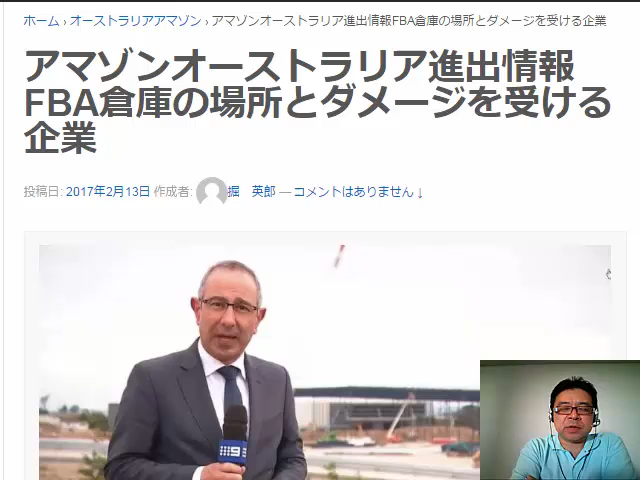 ホーム › オーストラリアアマゾン › アマゾンオーストラリア進出情報FBA倉庫の場所とダメージを受ける企業
アマゾンオーストラリア進出情報
FBA倉庫の場所とダメージを受ける
企業
投稿日: 2017年2月13日 作成者: 掘 英郎 — コメントはありません ↓
9